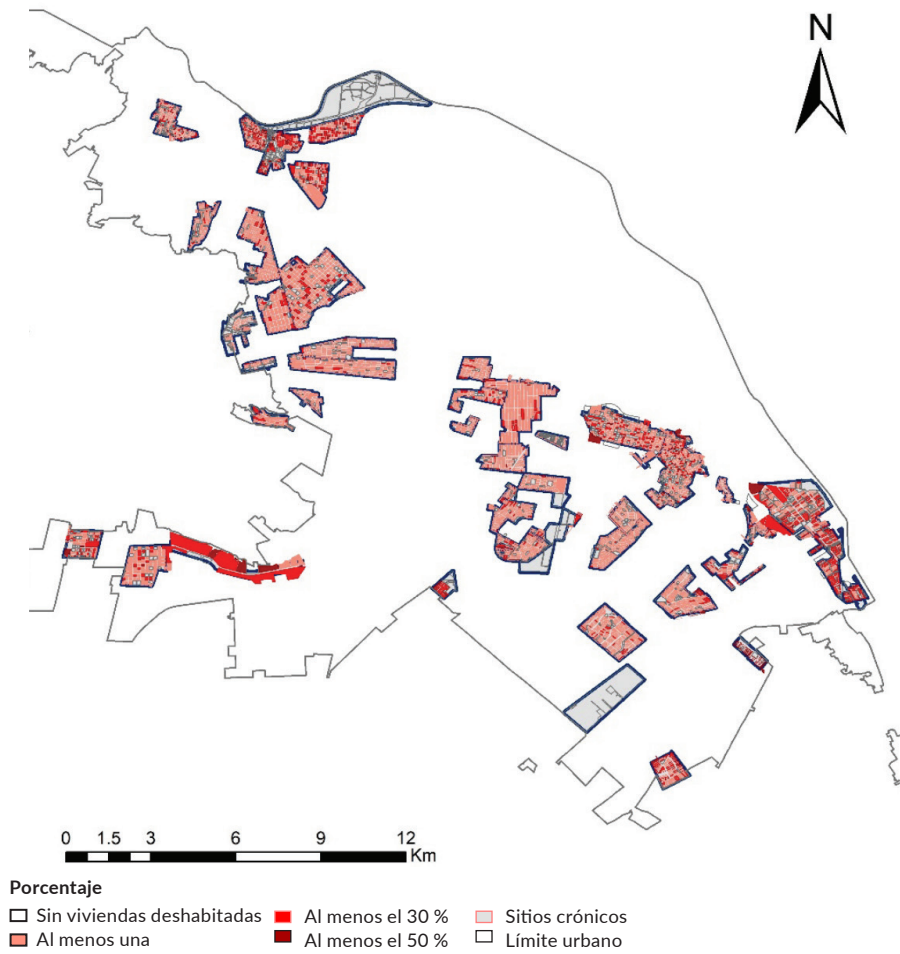 N
0 1.5 3 6 9 12
Km
Porcentaje
Sin viviendas deshabitadas Al menos el 30 % Sitios crónicos
Al menos una Al menos el 50 % Límite urbano